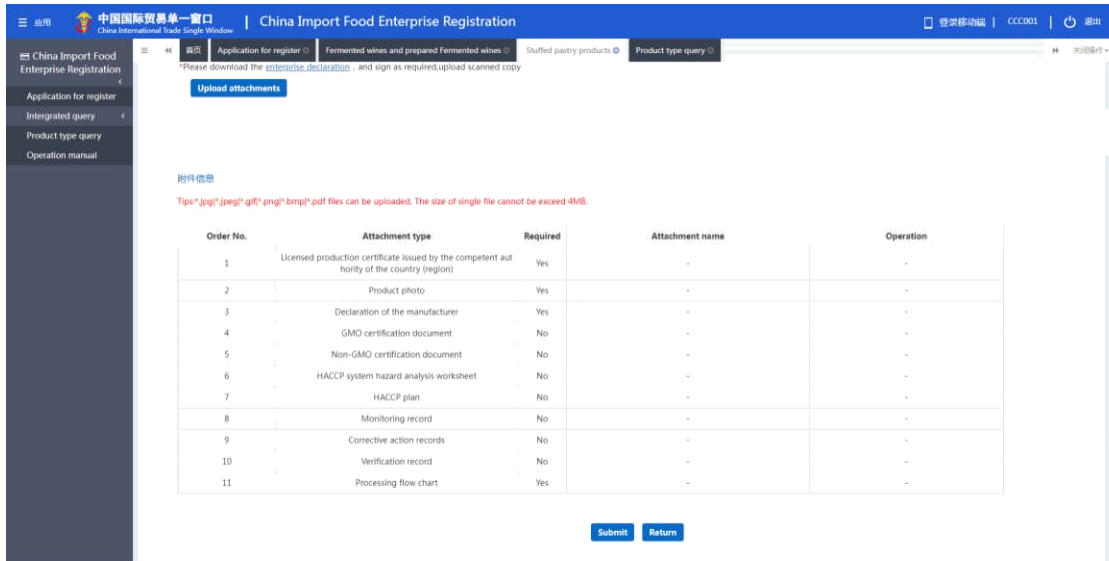 应用 中国国际贸易单一窗口 China International Trade Single Window | China Import Food Enterprise Registration 登录移动端 | CCC001 | 退出
China Import Food Enterprise Registration
Application for register
Intergrated query
Product type query
Operation manual
首页 Application for register Fermented wines and prepared Fermented wines Stuffed pastry products Product type query 关闭操作
*Please download the enterprise declaration , and sign as required,upload scanned copy
Upload attachments
附件信息
Tips:*.jpg|*.jpeg|*.gif|*.png|*.bmp|*.pdf files can be uploaded. The size of single file cannot be exceed 4MB.
Order No. Attachment type Required Attachment name Operation
1 Licensed production certificate issued by the competent aut
hority of the country (region) Yes - -
2 Product photo Yes - -
3 Declaration of the manufacturer Yes - -
4 GMO certification document No - -
5 Non-GMO certification document No - -
6 HACCP system hazard analysis worksheet No - -
7 HACCP plan No - -
8 Monitoring record No - -
9 Corrective action records No - -
10 Verification record No - -
11 Processing flow chart Yes - -
Submit Return